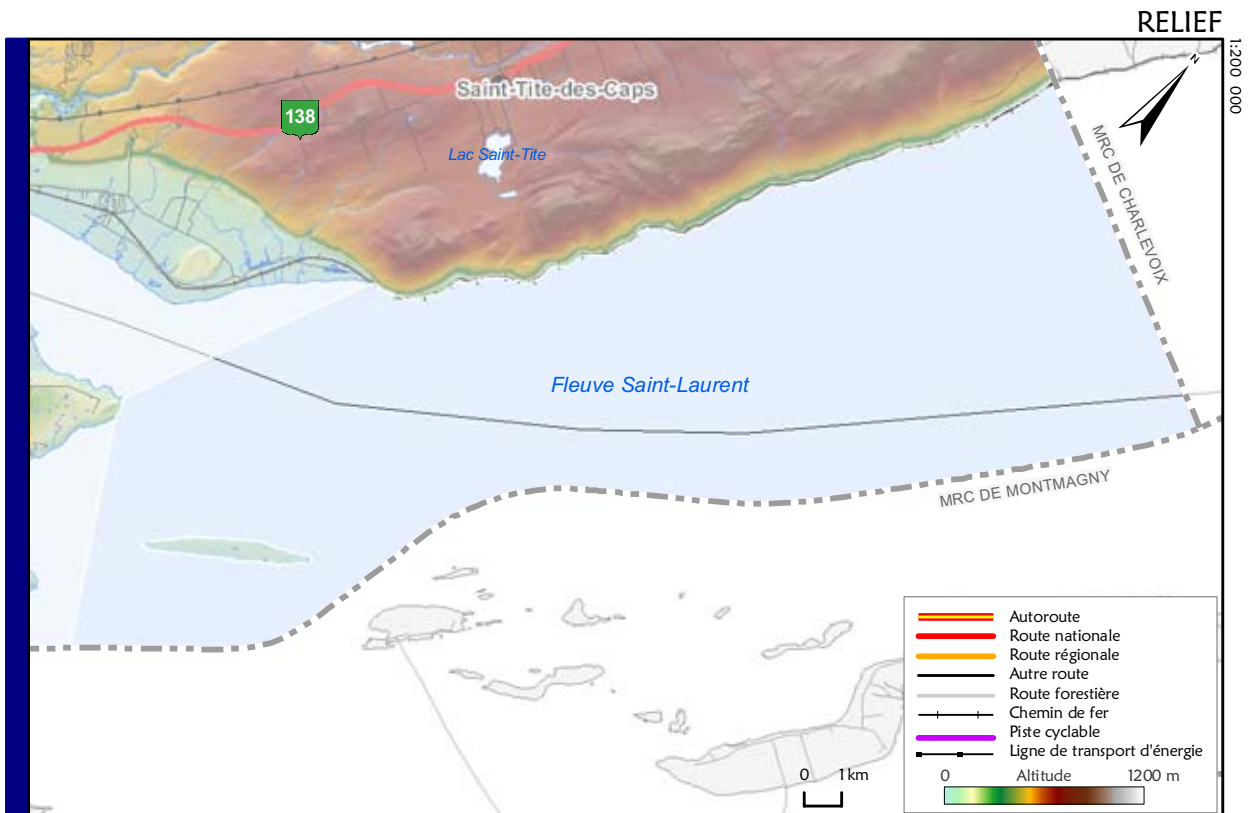 RELIEF
1:200 000
N
Saint-Tite-des-Caps
138
Lac Saint-Tite
MRC DE CHARLEVOIX
Fleuve Saint-Laurent
MRC DE MONTMAGNY
Autoroute
Route nationale
Route régionale
Autre route
Route forestière
Chemin de fer
Piste cyclable
Ligne de transport d'énergie
0 1 km
0 Altitude 1200 m